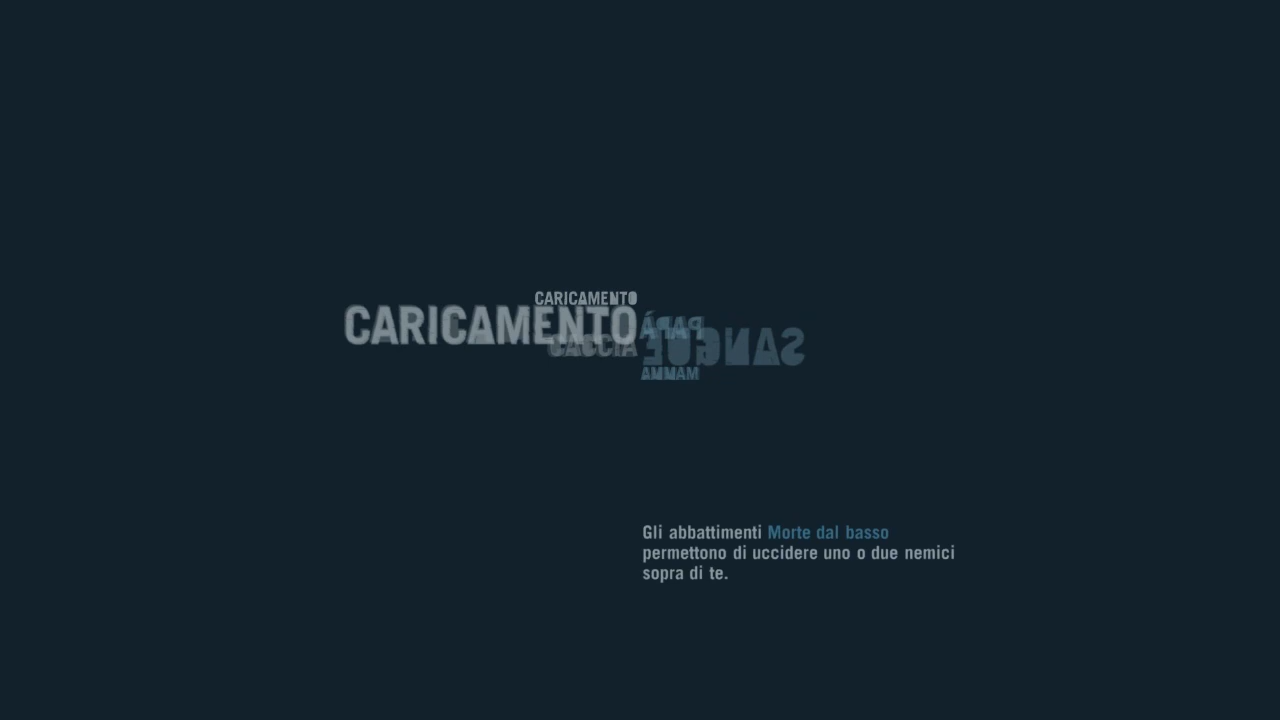 CARICAMENTO
CARICAMENTO
PAPÀ
SANGUE
CACCIA
MAMMA
Gli abbattimenti Morte dal basso
permettono di uccidere uno o due nemici
sopra di te.